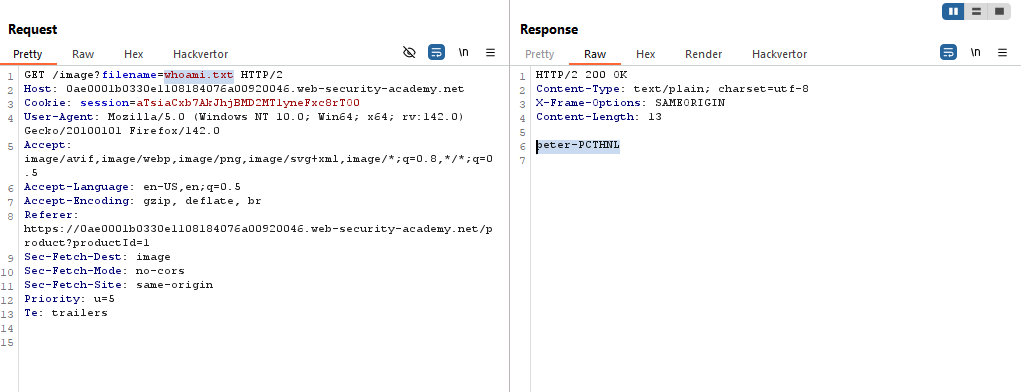 Request
Pretty Raw Hex Hackvertor \n
1 GET /image?filename=whoami.txt HTTP/2
2 Host: 0ae0001b0330e1108184076a00920046.web-security-academy.net
3 Cookie: session=aTsiaCxb7AkJhjBMD2MTlyneFxc8rT00
4 User-Agent: Mozilla/5.0 (Windows NT 10.0; Win64; x64; rv:142.0)
Gecko/20100101 Firefox/142.0
5 Accept:
image/avif,image/webp,image/png,image/svg+xml,image/*;q=0.8,*/*;q=0
.5
6 Accept-Language: en-US,en;q=0.5
7 Accept-Encoding: gzip, deflate, br
8 Referer:
https://0ae0001b0330e1108184076a00920046.web-security-academy.net/p
roduct?productId=1
9 Sec-Fetch-Dest: image
10 Sec-Fetch-Mode: no-cors
11 Sec-Fetch-Site: same-origin
12 Priority: u=5
13 Te: trailers
14
15
Response
Pretty Raw Hex Render Hackvertor \n
1 HTTP/2 200 OK
2 Content-Type: text/plain; charset=utf-8
3 X-Frame-Options: SAMEORIGIN
4 Content-Length: 13
5
6 peter-PCTHNL
7